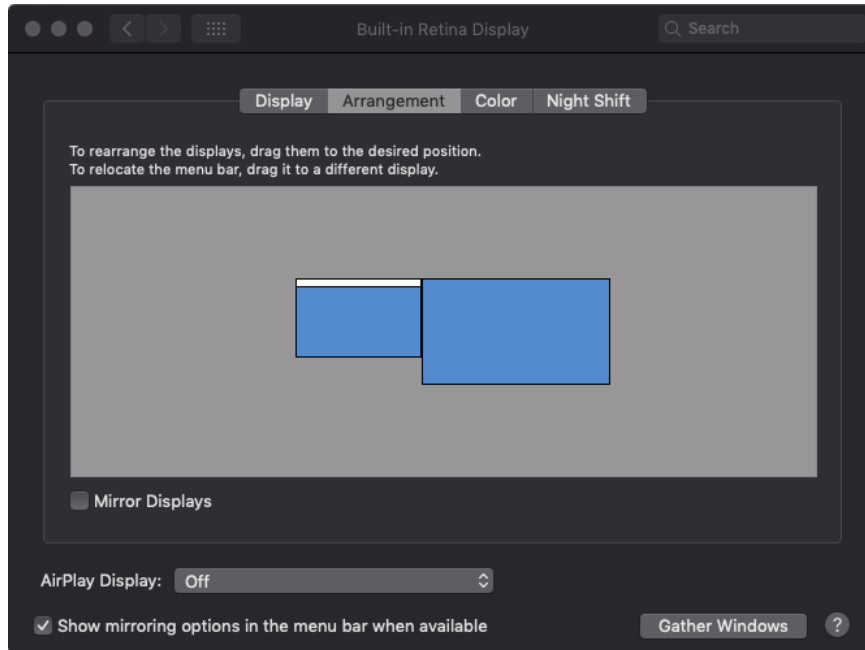 Built-in Retina Display
Search
Display Arrangement Color Night Shift
To rearrange the displays, drag them to the desired position.
To relocate the menu bar, drag it to a different display.
Mirror Displays
AirPlay Display: Off
Show mirroring options in the menu bar when available
Gather Windows ?